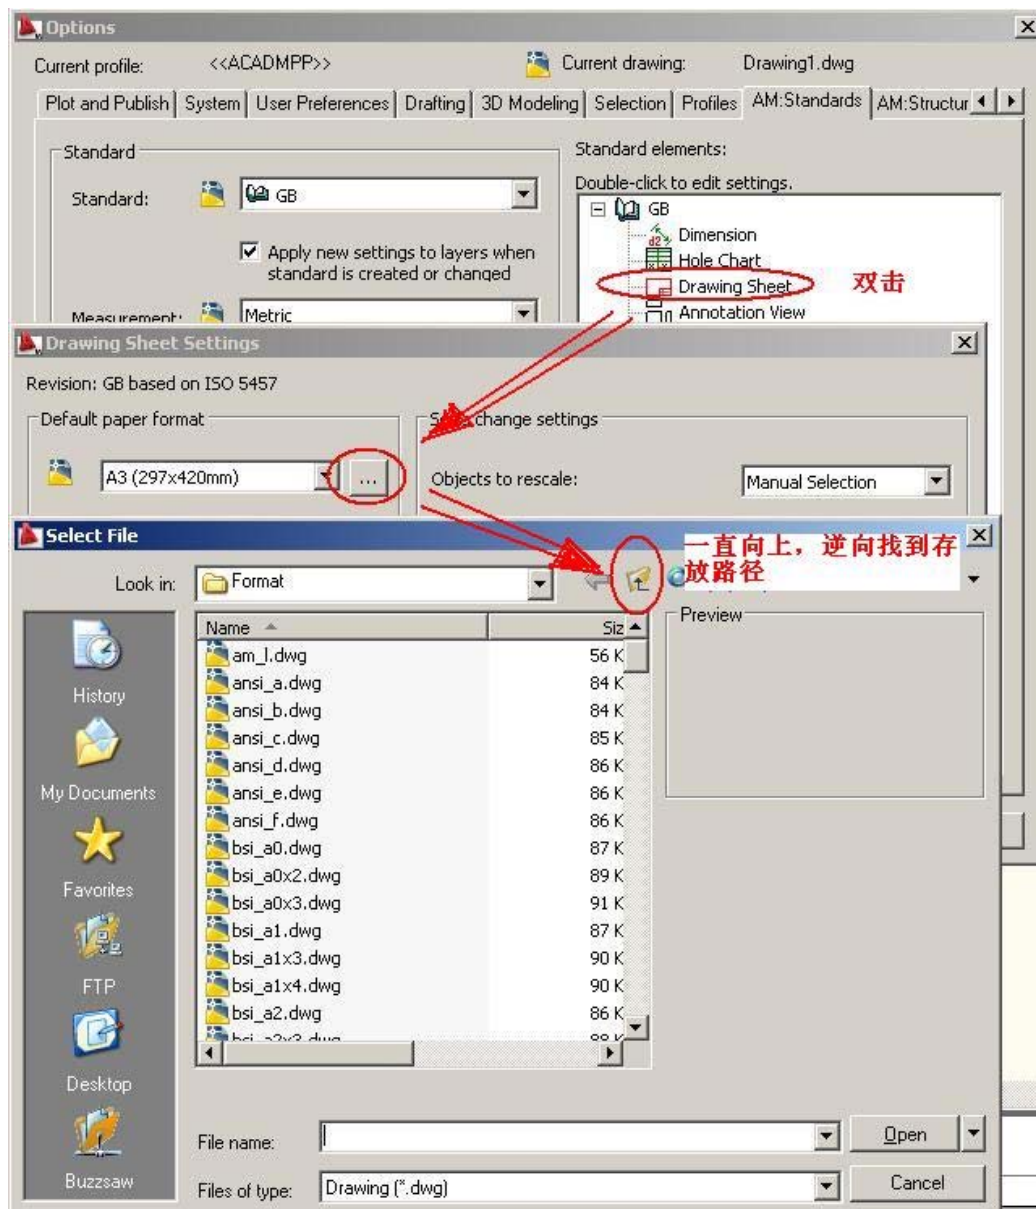 Options
Current profile: <<ACADMPP>> Current drawing: Drawing1.dwg
Plot and Publish System User Preferences Drafting 3D Modeling Selection Profiles AM:Standards AM:Structur
Standard
Standard: GB
Apply new settings to layers when
standard is created or changed
Measurement: Metric
Standard elements:
Double-click to edit settings.
GB
Dimension
Hole Chart
Drawing Sheet 双击
Annotation View
Drawing Sheet Settings
Revision: GB based on ISO 5457
Default paper format
A3 (297x420mm) ...
change settings
Objects to rescale: Manual Selection
Select File
一直向上，逆向找到存
放路径
Look in: Format
Name Siz
am_l.dwg 56 K
ansi_a.dwg 84 K
ansi_b.dwg 84 K
ansi_c.dwg 85 K
ansi_d.dwg 86 K
ansi_e.dwg 86 K
ansi_f.dwg 86 K
bsi_a0.dwg 87 K
bsi_a0x2.dwg 89 K
bsi_a0x3.dwg 91 K
bsi_a1.dwg 87 K
bsi_a1x3.dwg 90 K
bsi_a1x4.dwg 90 K
bsi_a2.dwg 86 K
bsi_a2x3.dwg 88 K
Preview
History
My Documents
Favorites
FTP
Desktop
Buzzsaw
File name: Open
Files of type: Drawing (*.dwg) Cancel